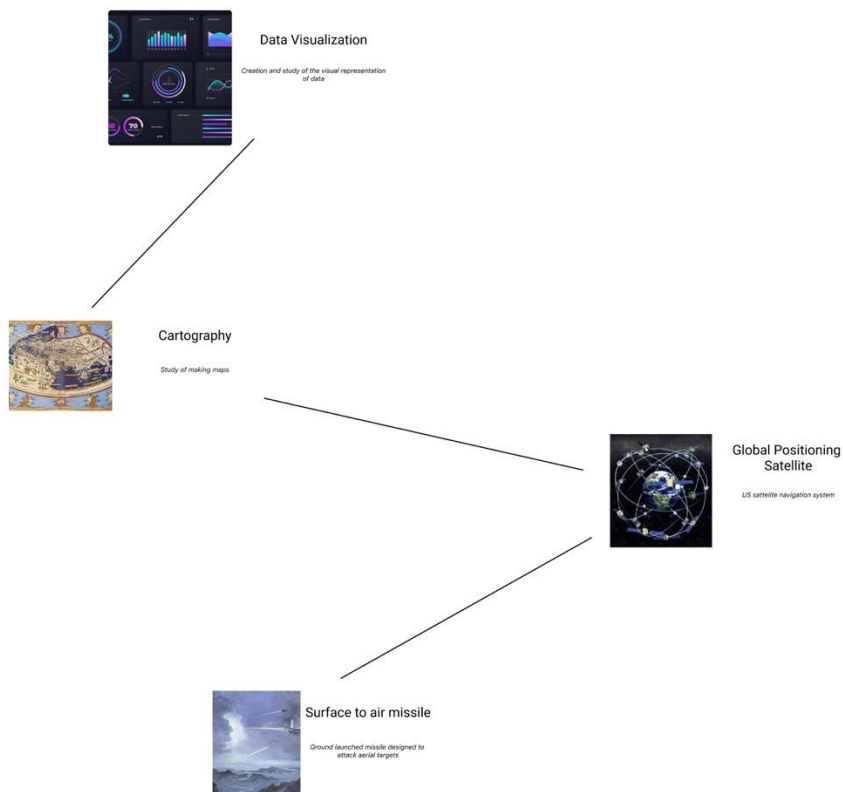 Data Visualization
Creation and study of the visual representation
of data
70
Cartography
Study of making maps
Global Positioning
Satellite
US sattelite navigation system
Surface to air missile
Ground launched missile designed to
attack aerial targets